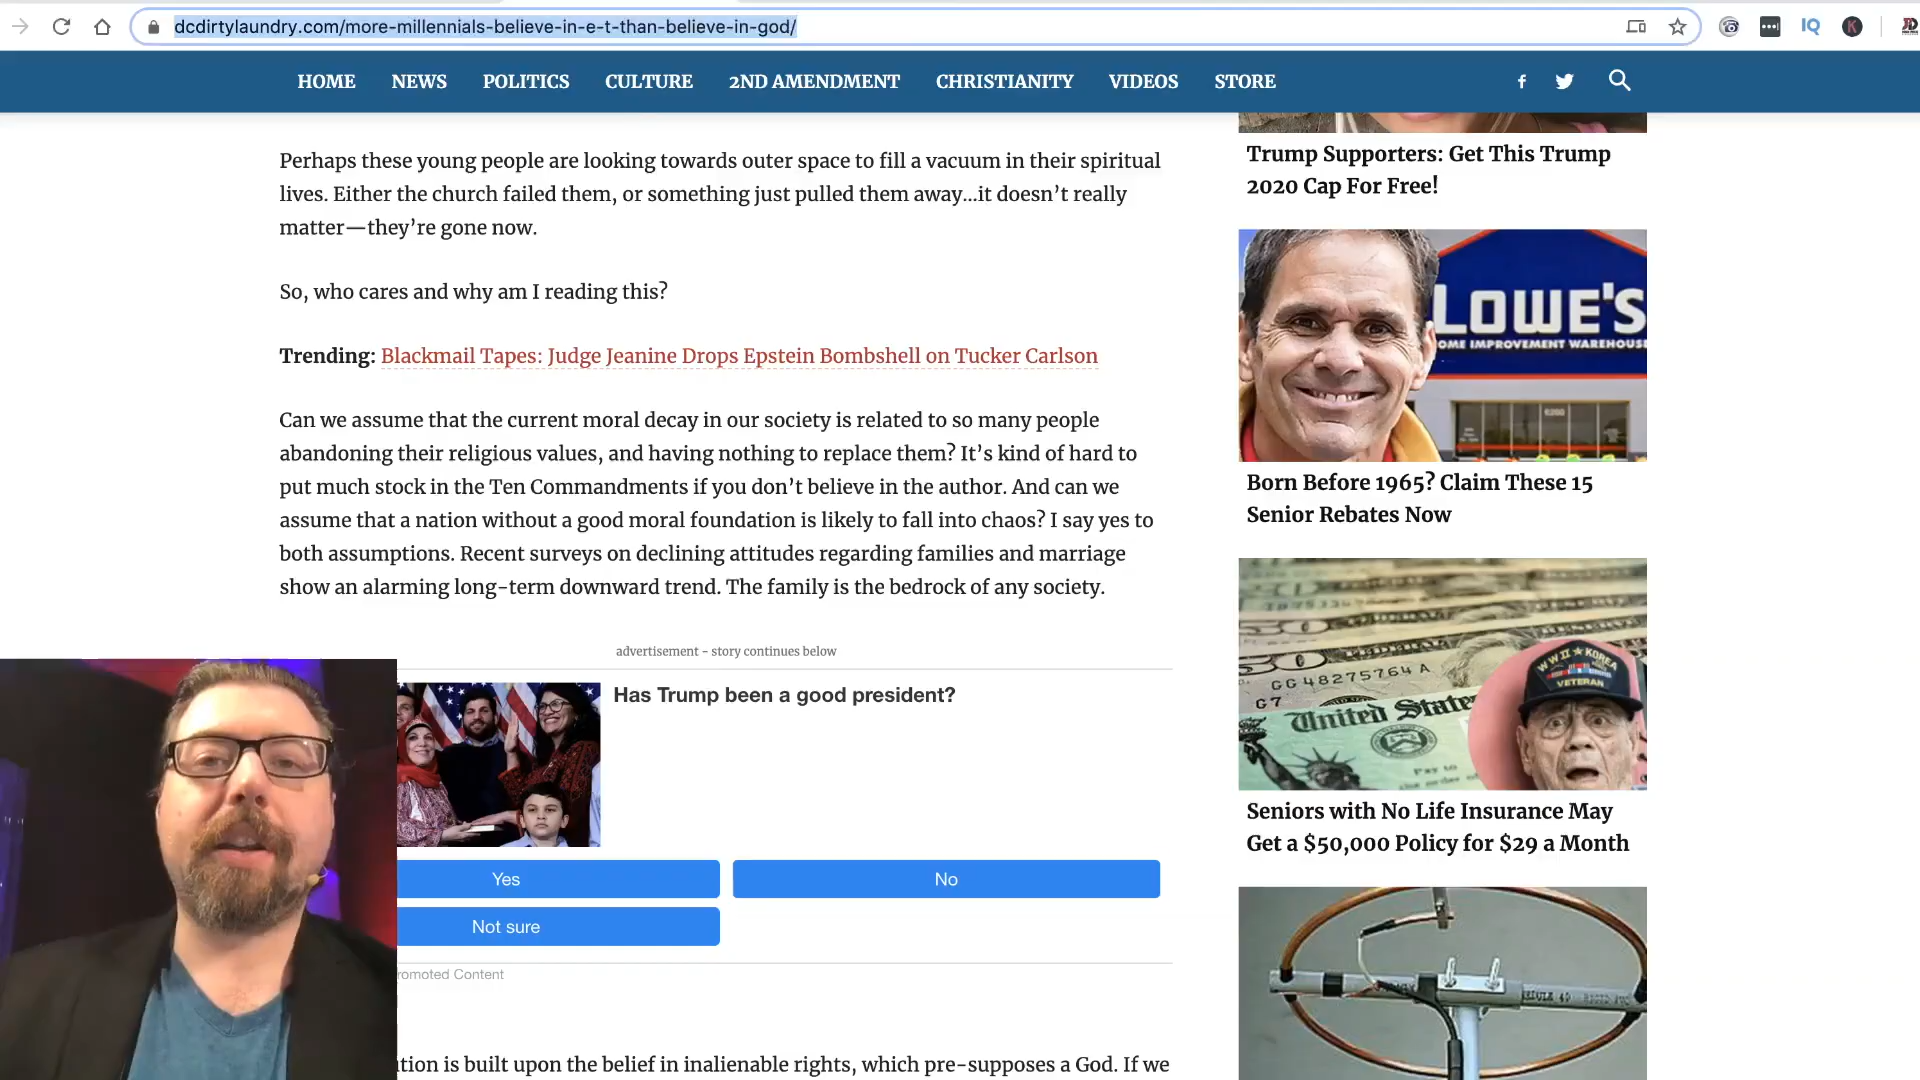 dcdirtylaundry.com/more-millennials-believe-in-e-t-than-believe-in-god/
IQ
K
HOME NEWS POLITICS CULTURE 2ND AMENDMENT CHRISTIANITY VIDEOS STORE
Perhaps these young people are looking towards outer space to fill a vacuum in their spiritual
lives. Either the church failed them, or something just pulled them away…it doesn’t really
matter—they’re gone now.
So, who cares and why am I reading this?
Trending: Blackmail Tapes: Judge Jeanine Drops Epstein Bombshell on Tucker Carlson
Can we assume that the current moral decay in our society is related to so many people
abandoning their religious values, and having nothing to replace them? It’s kind of hard to
put much stock in the Ten Commandments if you don’t believe in the author. And can we
assume that a nation without a good moral foundation is likely to fall into chaos? I say yes to
both assumptions. Recent surveys on declining attitudes regarding families and marriage
show an alarming long-term downward trend. The family is the bedrock of any society.
advertisement - story continues below
Has Trump been a good president?
Yes
No
Not sure
romoted Content
tion is built upon the belief in inalienable rights, which pre-supposes a God. If we
Trump Supporters: Get This Trump
2020 Cap For Free!
LOWE'S
OME IMPROVEMENT WAREHOUS
Born Before 1965? Claim These 15
Senior Rebates Now
GG 48275764 A
G7
United States
Pay to
WWII ★ KOREA
VETERAN
Seniors with No Life Insurance May
Get a $50,000 Policy for $29 a Month